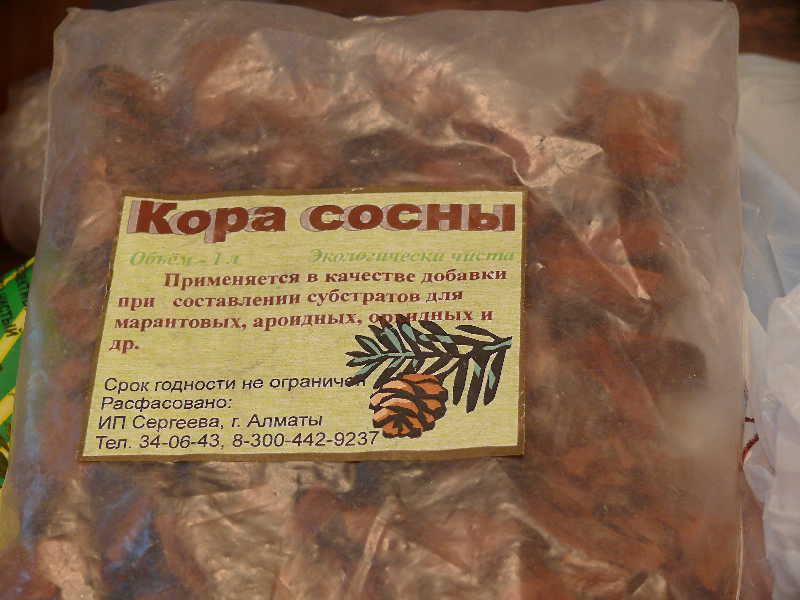 Кора сосны
Объём - 1 л Экологически чиста
Применяется в качестве добавки
при составлении субстратов для
марантовых, ароидных, орхидных и
др.
Срок годности не ограничен
Расфасовано:
ИП Сергеева, г. Алматы
Тел. 34-06-43, 8-300-442-9237